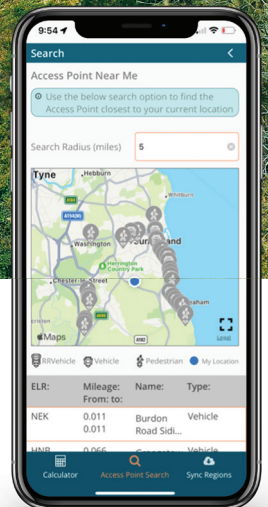 9:54
Search
Access Point Near Me
Use the below search option to find the
Access Point closest to your current location
Search Radius (miles)
5
Tyne
Hebburn
Whitburn
A194(M)
Washington
Herrington
Country Park
Chester-le-Street
A182
Maps
Legal
RRVehicle Vehicle Pedestrian My Location
ELR: Mileage: Name: Type:
From: to:
NEK 0.011 Burdon Vehicle
0.011 Road Sidi...
HNB 0.066 Vehicle
Calculator Access Point Search Sync Regions